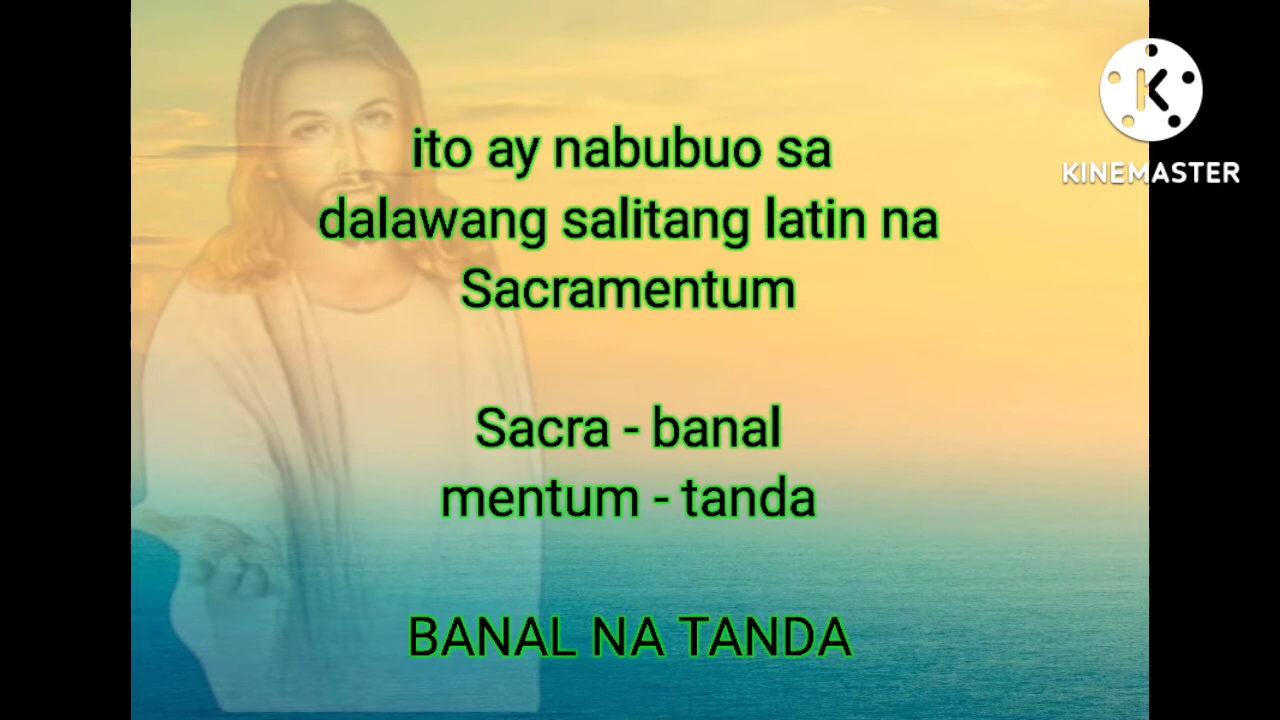 ito ay nabubuo sa
dalawang salitang latin na
Sacramentum
Sacra - banal
mentum - tanda
BANAL NA TANDA
K
KINEMASTER